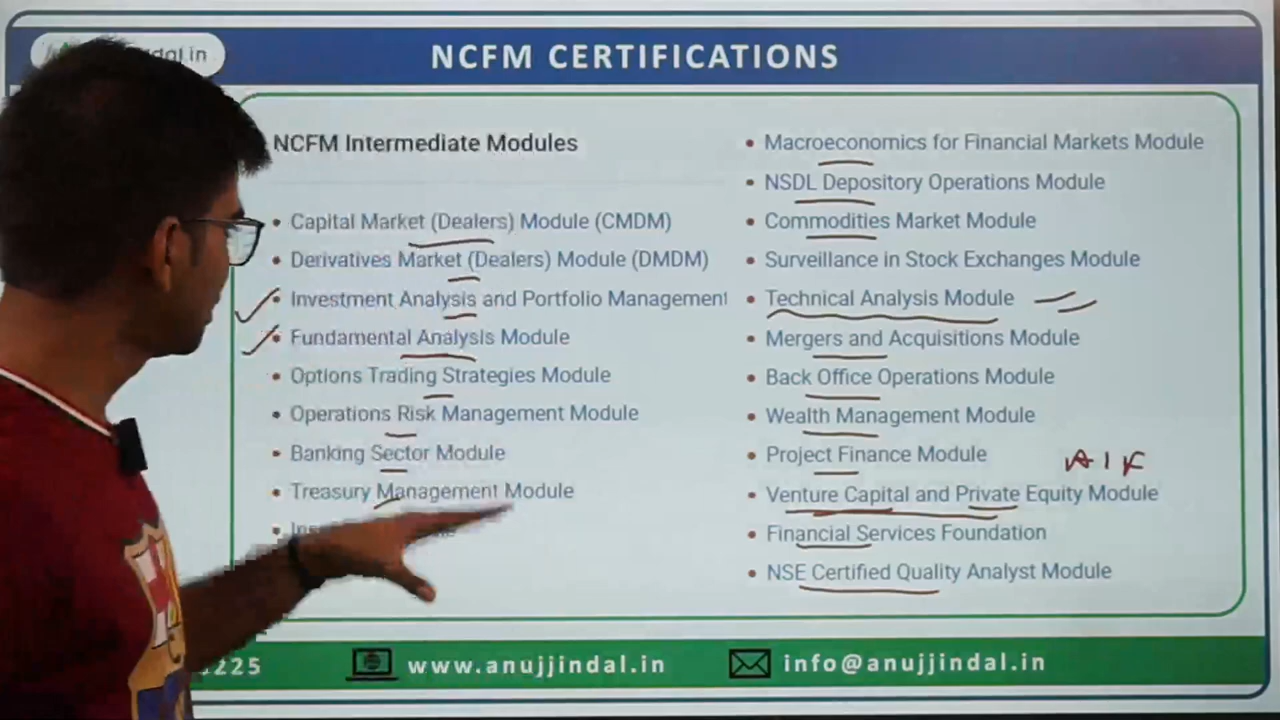 NCFM CERTIFICATIONS
NCFM Intermediate Modules
• Capital Market (Dealers) Module (CMDM)
• Derivatives Market (Dealers) Module (DMDM)
• Investment Analysis and Portfolio Management
• Fundamental Analysis Module
• Options Trading Strategies Module
• Operations Risk Management Module
• Banking Sector Module
• Treasury Management Module
• Macroeconomics for Financial Markets Module
• NSDL Depository Operations Module
• Commodities Market Module
• Surveillance in Stock Exchanges Module
• Technical Analysis Module
• Mergers and Acquisitions Module
• Back Office Operations Module
• Wealth Management Module
• Project Finance Module
AIF
• Venture Capital and Private Equity Module
• Financial Services Foundation
• NSE Certified Quality Analyst Module
225
www.anujjindal.in
info@anujjindal.in